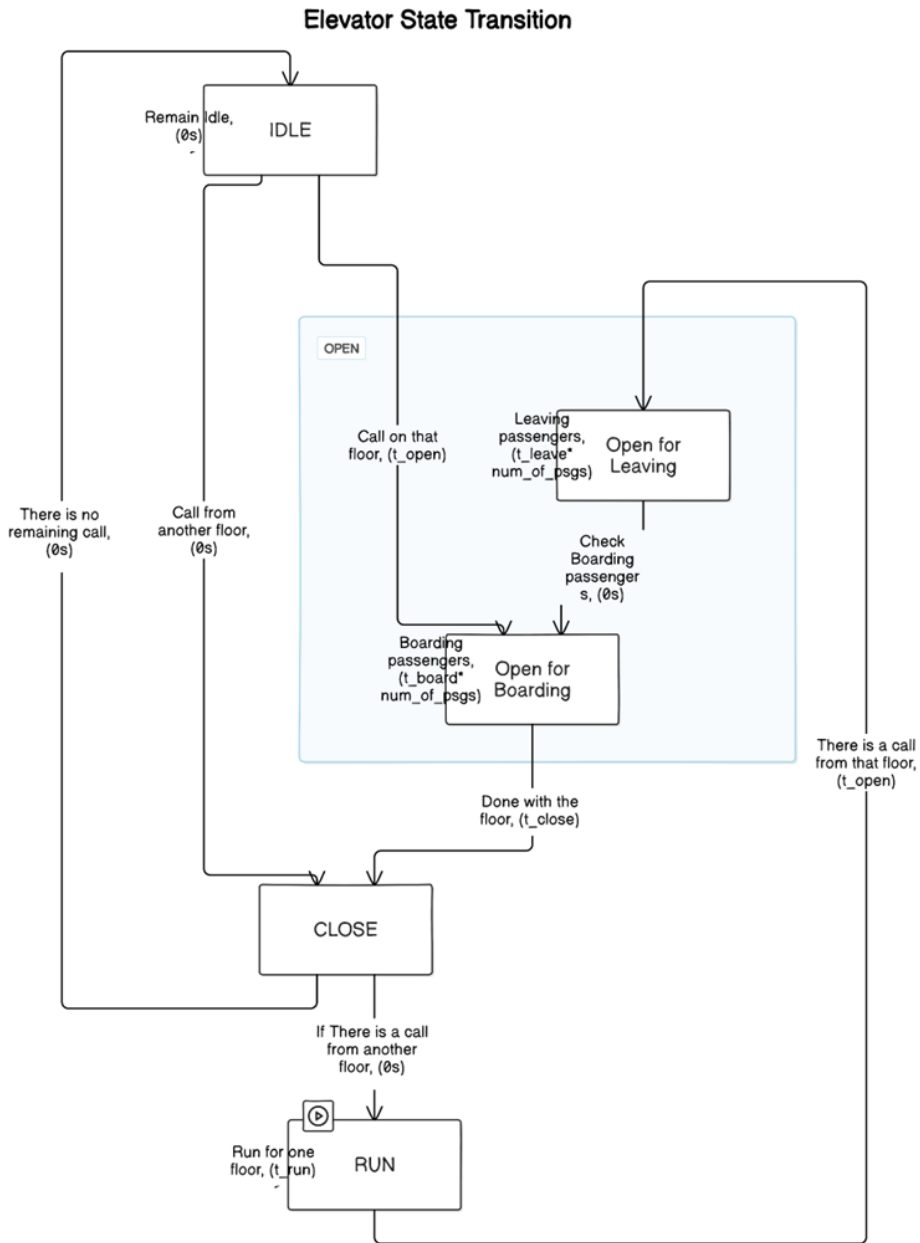 Elevator State Transition
Remain Idle,
(0s)
-
IDLE
OPEN
Call on that
floor, (t_open)
Leaving
passengers,
(t_leave*
num_of_psgs)
Open for
Leaving
There is no
remaining call,
(0s)
Call from
another floor,
(0s)
Check
Boarding
passenger
s, (0s)
Boarding
passengers,
(t_board*
num_of_psgs)
Open for
Boarding
There is a call
from that floor,
(t_open)
Done with the
floor, (t_close)
CLOSE
If There is a call
from another
floor, (0s)
Run for one
floor, (t_run)
-
RUN